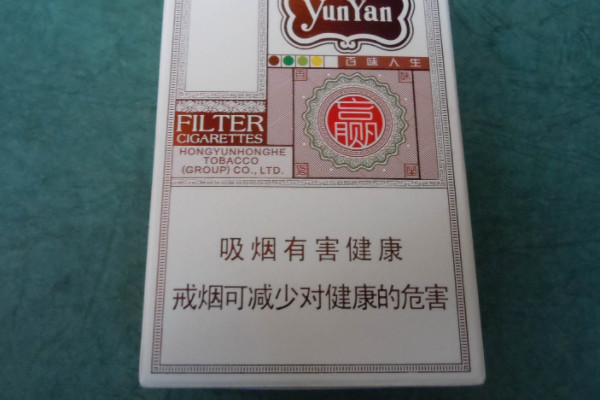 YunYan
百味人生
赢
FILTER
CIGARETTES
HONGYUNHONGHE
TOBACCO
(GROUP) CO., LTD.
吸烟有害健康
戒烟可减少对健康的危害